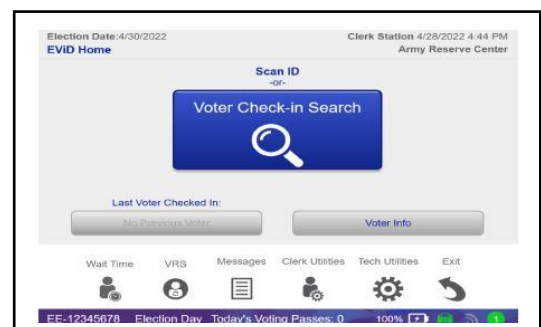 Election Date:4/30/2022 Clerk Station 4/28/2022 4:44 PM
EViD Home Army Reserve Center
Scan ID
-or-
Voter Check-in Search
Last Voter Checked In:
No Previous Voter Voter Info
Wait Time VRS Messages Clerk Utilities Tech Utilities Exit
EE-12345678 Election Day Today's Voting Passes: 0 100% 1